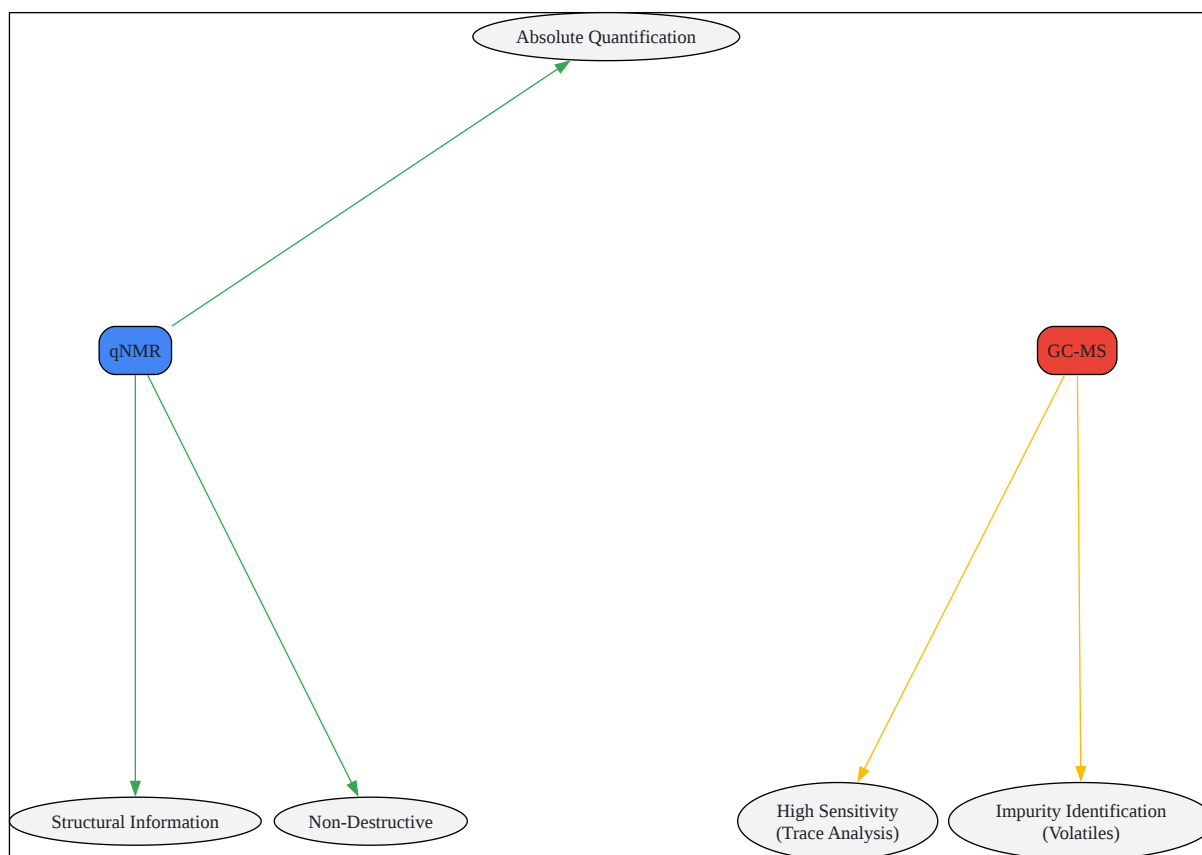 Absolute Quantification
qNMR
GC-MS
Structural Information
Non-Destructive
High Sensitivity
(Trace Analysis)
Impurity Identification
(Volatiles)